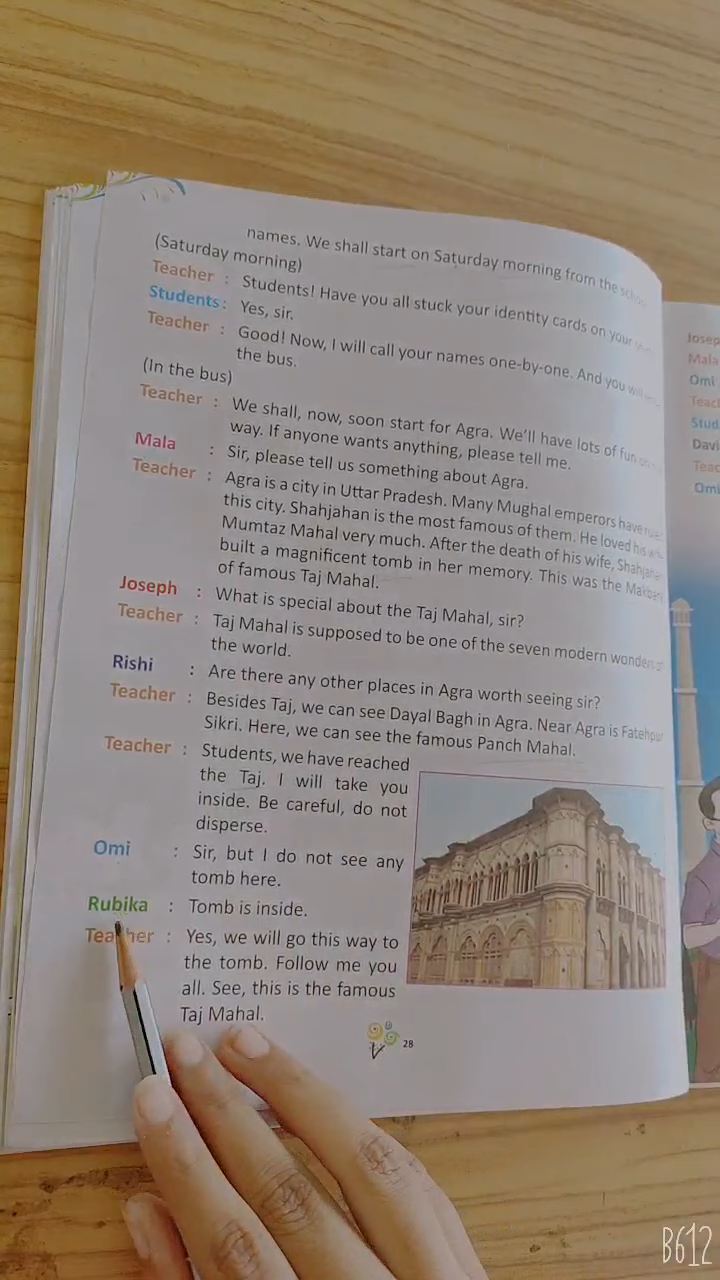 names. We shall start on Saturday morning from the school
(Saturday morning)
Teacher : Students! Have you all stuck your identity cards on your
Students : Yes, sir.
Teacher : Good! Now, I will call your names one-by-one. And you will
the bus.
(In the bus)
Teacher : We shall, now, soon start for Agra. We'll have lots of fun on
way. If anyone wants anything, please tell me.
Mala : Sir, please tell us something about Agra.
Teacher : Agra is a city in Uttar Pradesh. Many Mughal emperors have
this city. Shahjahan is the most famous of them. He loved his
Mumtaz Mahal very much. After the death of his wife, Shahjahan
built a magnificent tomb in her memory. This was the Makbara
of famous Taj Mahal.
Joseph : What is special about the Taj Mahal, sir?
Teacher : Taj Mahal is supposed to be one of the seven modern wonders of
the world.
Rishi : Are there any other places in Agra worth seeing sir?
Teacher : Besides Taj, we can see Dayal Bagh in Agra. Near Agra is Fatehpur
Sikri. Here, we can see the famous Panch Mahal.
Teacher : Students, we have reached
the Taj. I will take you
inside. Be careful, do not
disperse.
Omi : Sir, but I do not see any
tomb here.
Rubika : Tomb is inside.
Teacher : Yes, we will go this way to
the tomb. Follow me you
all. See, this is the famous
Taj Mahal.
28
Josep
Mala
Omi
Teac
Stud
Davi
Teac
Omi
B612